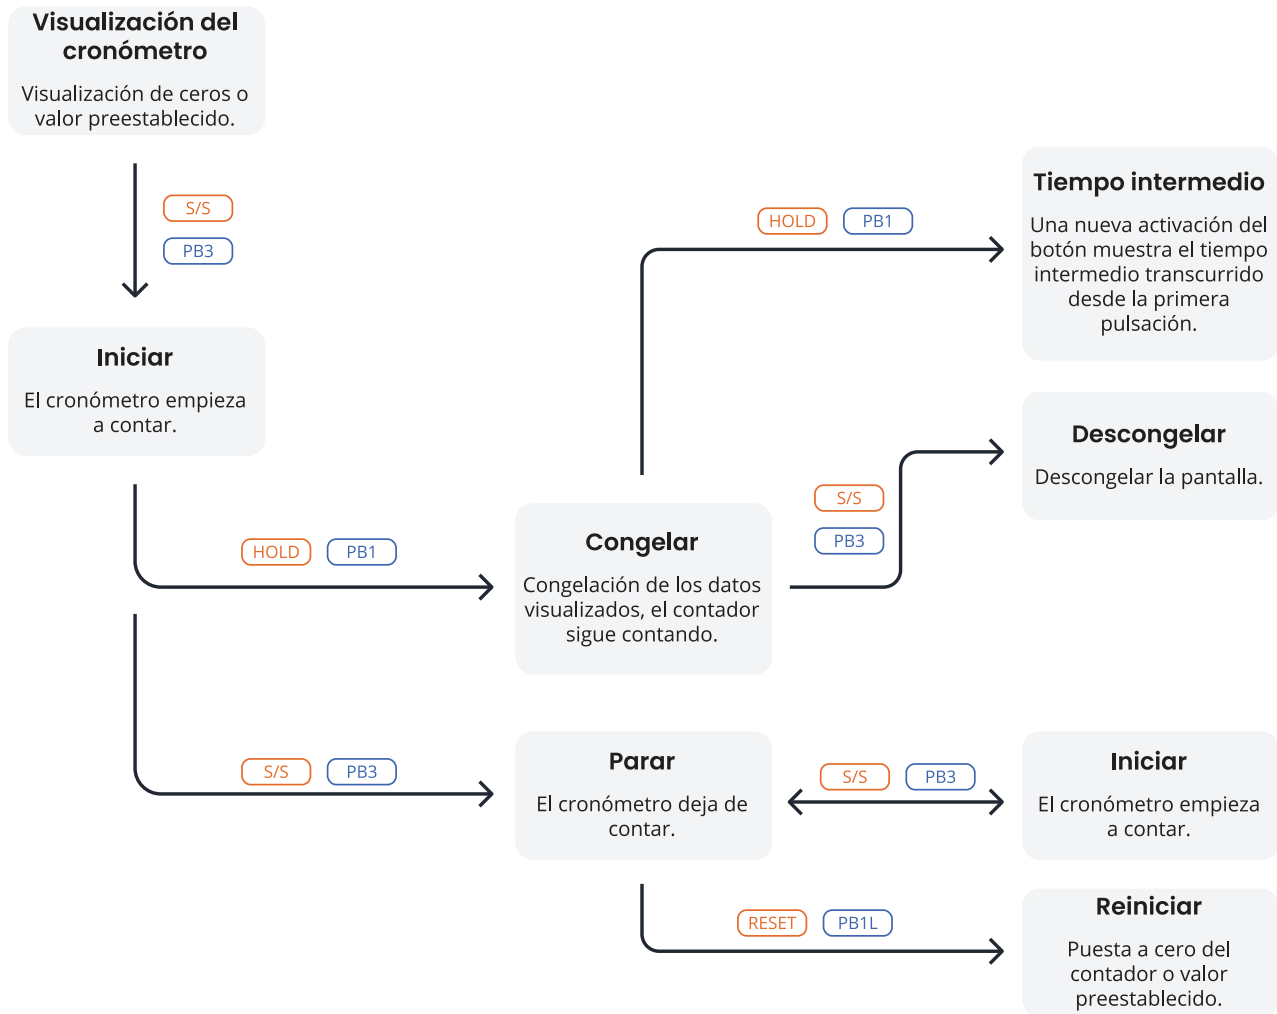 Visualización del
cronómetro
Visualización de ceros o
valor preestablecido.
S/S
PB3
Iniciar
El cronómetro empieza
a contar.
HOLD PB1
Tiempo intermedio
Una nueva activación del
botón muestra el tiempo
intermedio transcurrido
desde la primera
pulsación.
HOLD PB1
Congelar
Congelación de los datos
visualizados, el contador
sigue contando.
S/S
PB3
Descongelar
Descongelar la pantalla.
S/S PB3
Parar
El cronómetro deja de
contar.
S/S PB3
Iniciar
El cronómetro empieza
a contar.
RESET PB1L
Reiniciar
Puesta a cero del
contador o valor
preestablecido.